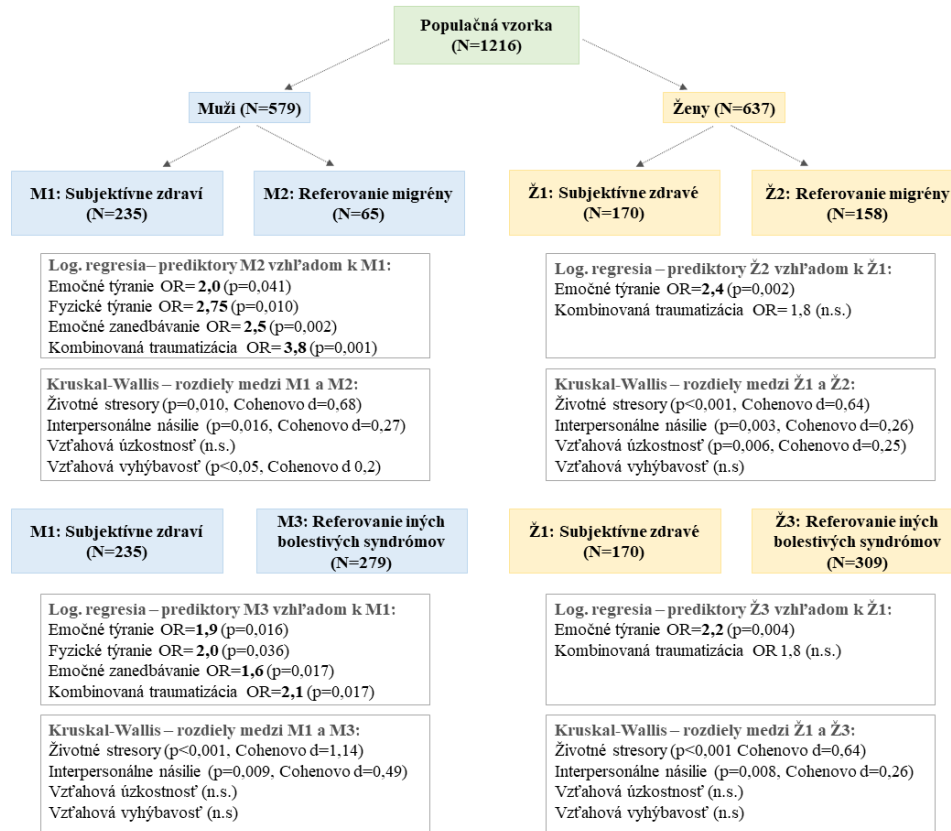 Populačná vzorka
(N=1216)
Muži (N=579)
Ženy (N=637)
M1: Subjektívne zdraví
(N=235)
M2: Referovanie migrény
(N=65)
Ž1: Subjektívne zdravé
(N=170)
Ž2: Referovanie migrény
(N=158)
Log. regresia– prediktory M2 vzhľadom k M1:
Emočné týranie OR= 2,0 (p=0,041)
Fyzické týranie OR= 2,75 (p=0,010)
Emočné zanedbávanie OR= 2,5 (p=0,002)
Kombinovaná traumatizácia OR= 3,8 (p=0,001)
Log. regresia– prediktory Ž2 vzhľadom k Ž1:
Emočné týranie OR=2,4 (p=0,002)
Kombinovaná traumatizácia OR= 1,8 (n.s.)
Kruskal-Wallis – rozdiely medzi M1 a M2:
Životné stresory (p=0,010, Cohenovo d=0,68)
Interpersonálne násilie (p=0,016, Cohenovo d=0,27)
Vzťahová úzkostnosť (n.s.)
Vzťahová vyhýbavosť (p<0,05, Cohenovo d 0,2)
Kruskal-Wallis – rozdiely medzi Ž1 a Ž2:
Životné stresory (p<0,001, Cohenovo d=0,64)
Interpersonálne násilie (p=0,003, Cohenovo d=0,26)
Vzťahová úzkostnosť (p=0,006, Cohenovo d=0,25)
Vzťahová vyhýbavosť (n.s)
M1: Subjektívne zdraví
(N=235)
M3: Referovanie iných
bolestivých syndrómov
(N=279)
Ž1: Subjektívne zdravé
(N=170)
Ž3: Referovanie iných
bolestivých syndrómov
(N=309)
Log. regresia – prediktory M3 vzhľadom k M1:
Emočné týranie OR=1,9 (p=0,016)
Fyzické týranie OR= 2,0 (p=0,036)
Emočné zanedbávanie OR=1,6 (p=0,017)
Kombinovaná traumatizácia OR=2,1 (p=0,017)
Log. regresia – prediktory Ž3 vzhľadom k Ž1:
Emočné týranie OR=2,2 (p=0,004)
Kombinovaná traumatizácia OR 1,8 (n.s.)
Kruskal-Wallis – rozdiely medzi M1 a M3:
Životné stresory (p<0,001, Cohenovo d=1,14)
Interpersonálne násilie (p=0,009, Cohenovo d=0,49)
Vzťahová úzkostnosť (n.s.)
Vzťahová vyhýbavosť (n.s)
Kruskal-Wallis – rozdiely medzi Ž1 a Ž3:
Životné stresory (p<0,001 Cohenovo d=0,64)
Interpersonálne násilie (p=0,008, Cohenovo d=0,26)
Vzťahová úzkostnosť (n.s.)
Vzťahová vyhýbavosť (n.s)